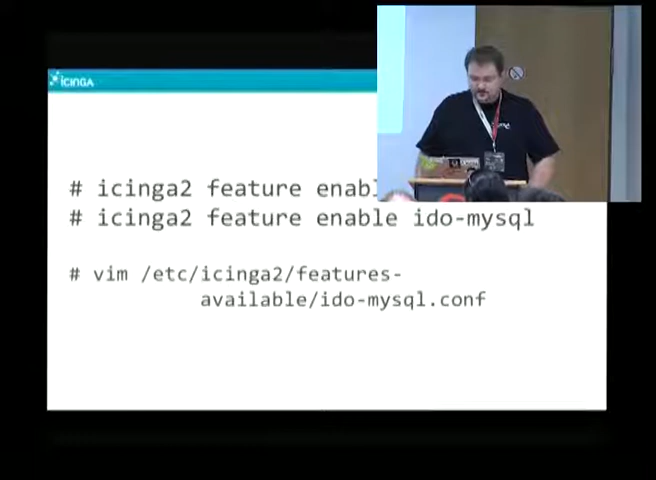 ICINGA
# icinga2 feature enabl
# icinga2 feature enable ido-mysql
# vim /etc/icinga2/features-
available/ido-mysql.conf